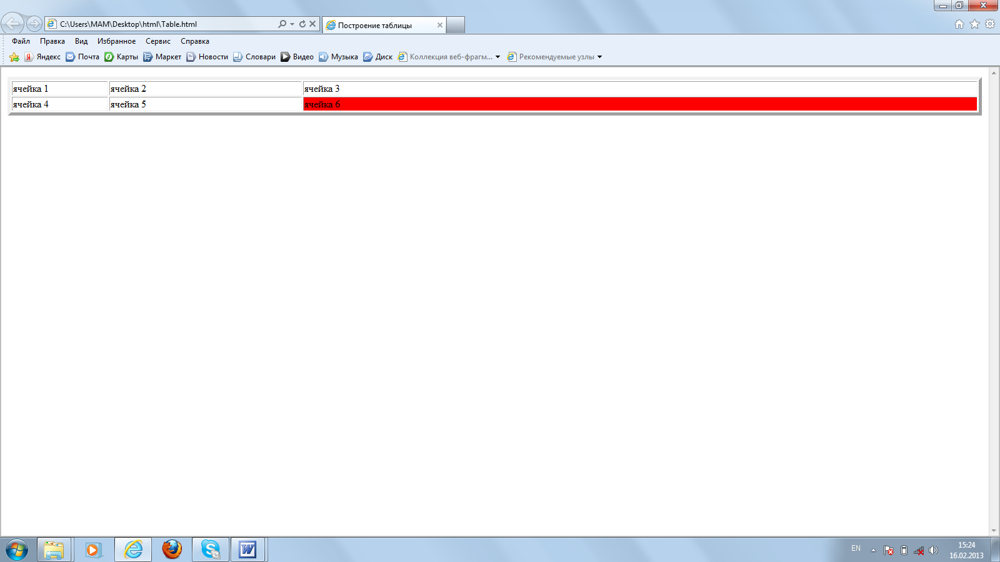 C:\Users\MAM\Desktop\html\Table.html
Построение таблицы
Файл Правка Вид Избранное Сервис Справка
Яндекс Почта Карты Маркет Новости Словари Видео Музыка Диск Коллекция веб-фрагм... Рекомендуемые узлы
ячейка 1 ячейка 2 ячейка 3
ячейка 4 ячейка 5 ячейка 6
EN
15:24
16.02.2013